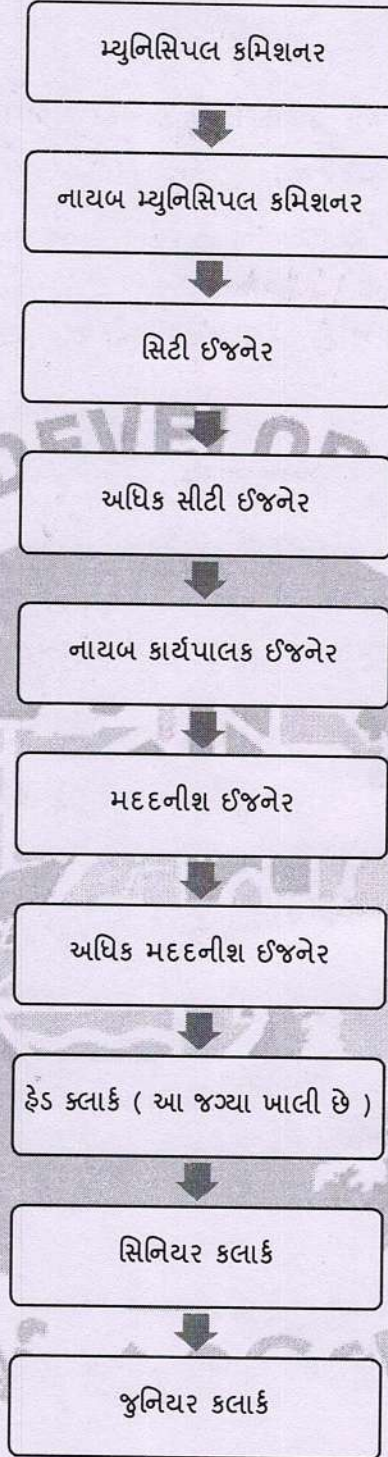 મ્યુનિસિપલ કમિશનર
નાયબ મ્યુનિસિપલ કમિશનર
સિટી ઈજનેર
અધિક સીટી ઈજનેર
નાયબ કાર્યપાલક ઈજનેર
મદદનીશ ઈજનેર
અધિક મદદનીશ ઈજનેર
હેડ ક્લાર્ક ( આ જગ્યા ખાલી છે )
સિનિયર કલાર્ક
જુનિયર કલાર્ક